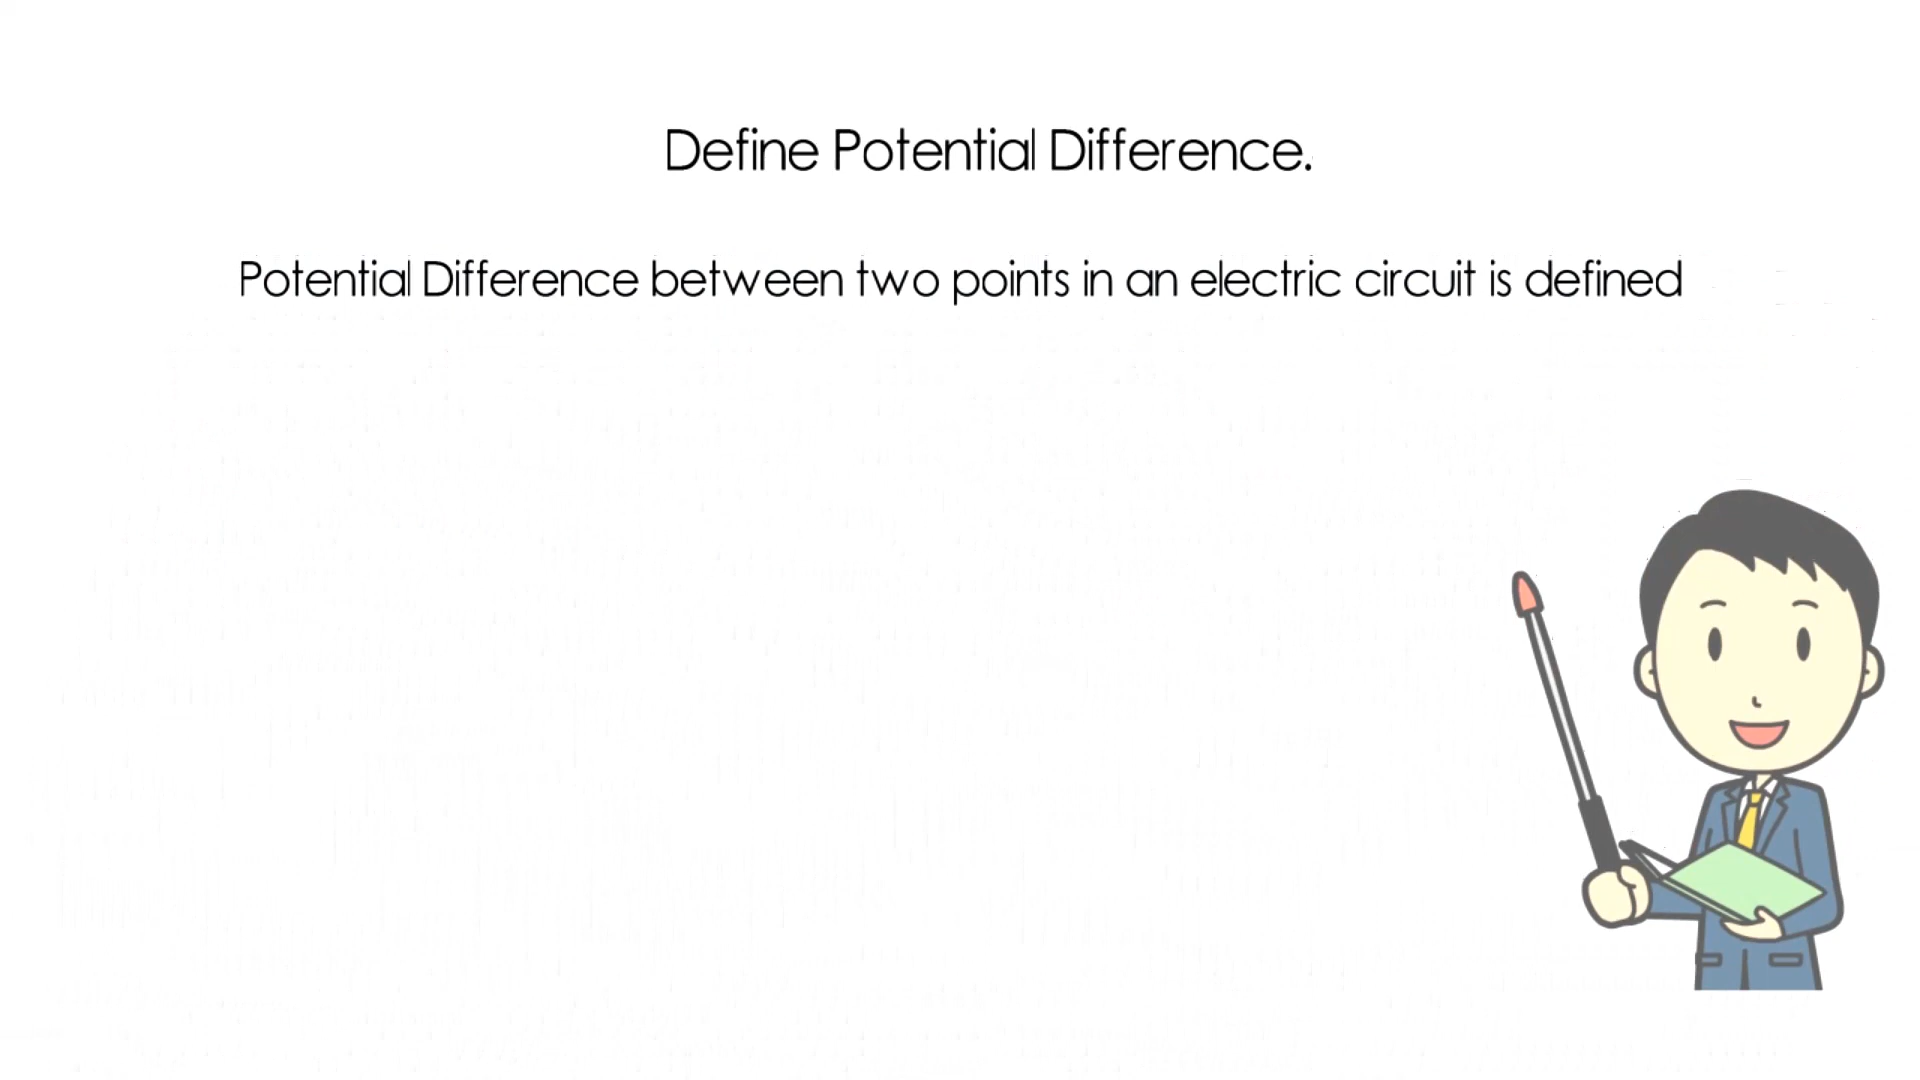 Define Potential Difference.
Potential Difference between two points in an electric circuit is defined